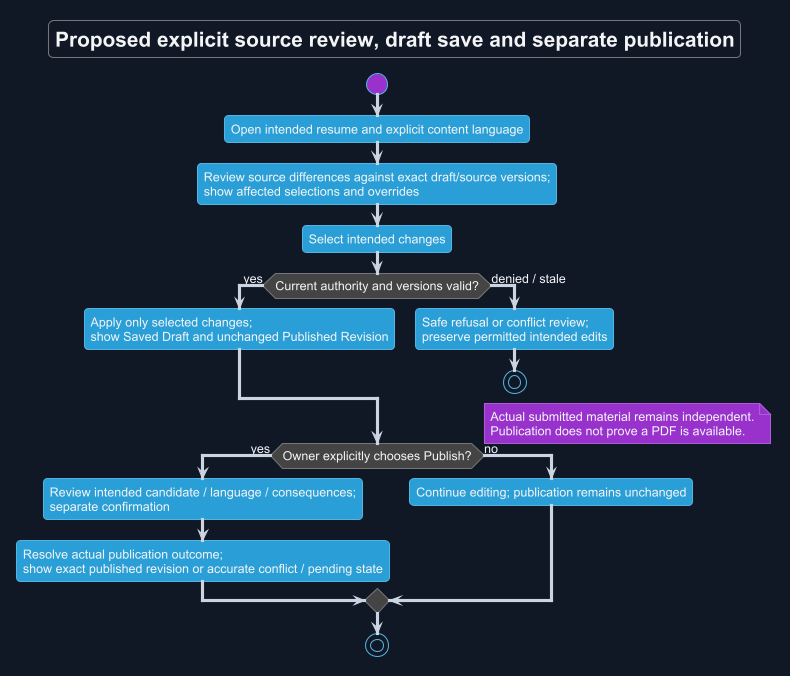 Proposed explicit source review, draft save and separate publication
Open intended resume and explicit content language
Review source differences against exact draft/source versions;
show affected selections and overrides
Select intended changes
yes
Current authority and versions valid?
denied / stale
Apply only selected changes;
show Saved Draft and unchanged Published Revision
Safe refusal or conflict review;
preserve permitted intended edits
Actual submitted material remains independent.
Publication does not prove a PDF is available.
yes
Owner explicitly chooses Publish?
no
Review intended candidate / language / consequences;
separate confirmation
Continue editing; publication remains unchanged
Resolve actual publication outcome;
show exact published revision or accurate conflict / pending state